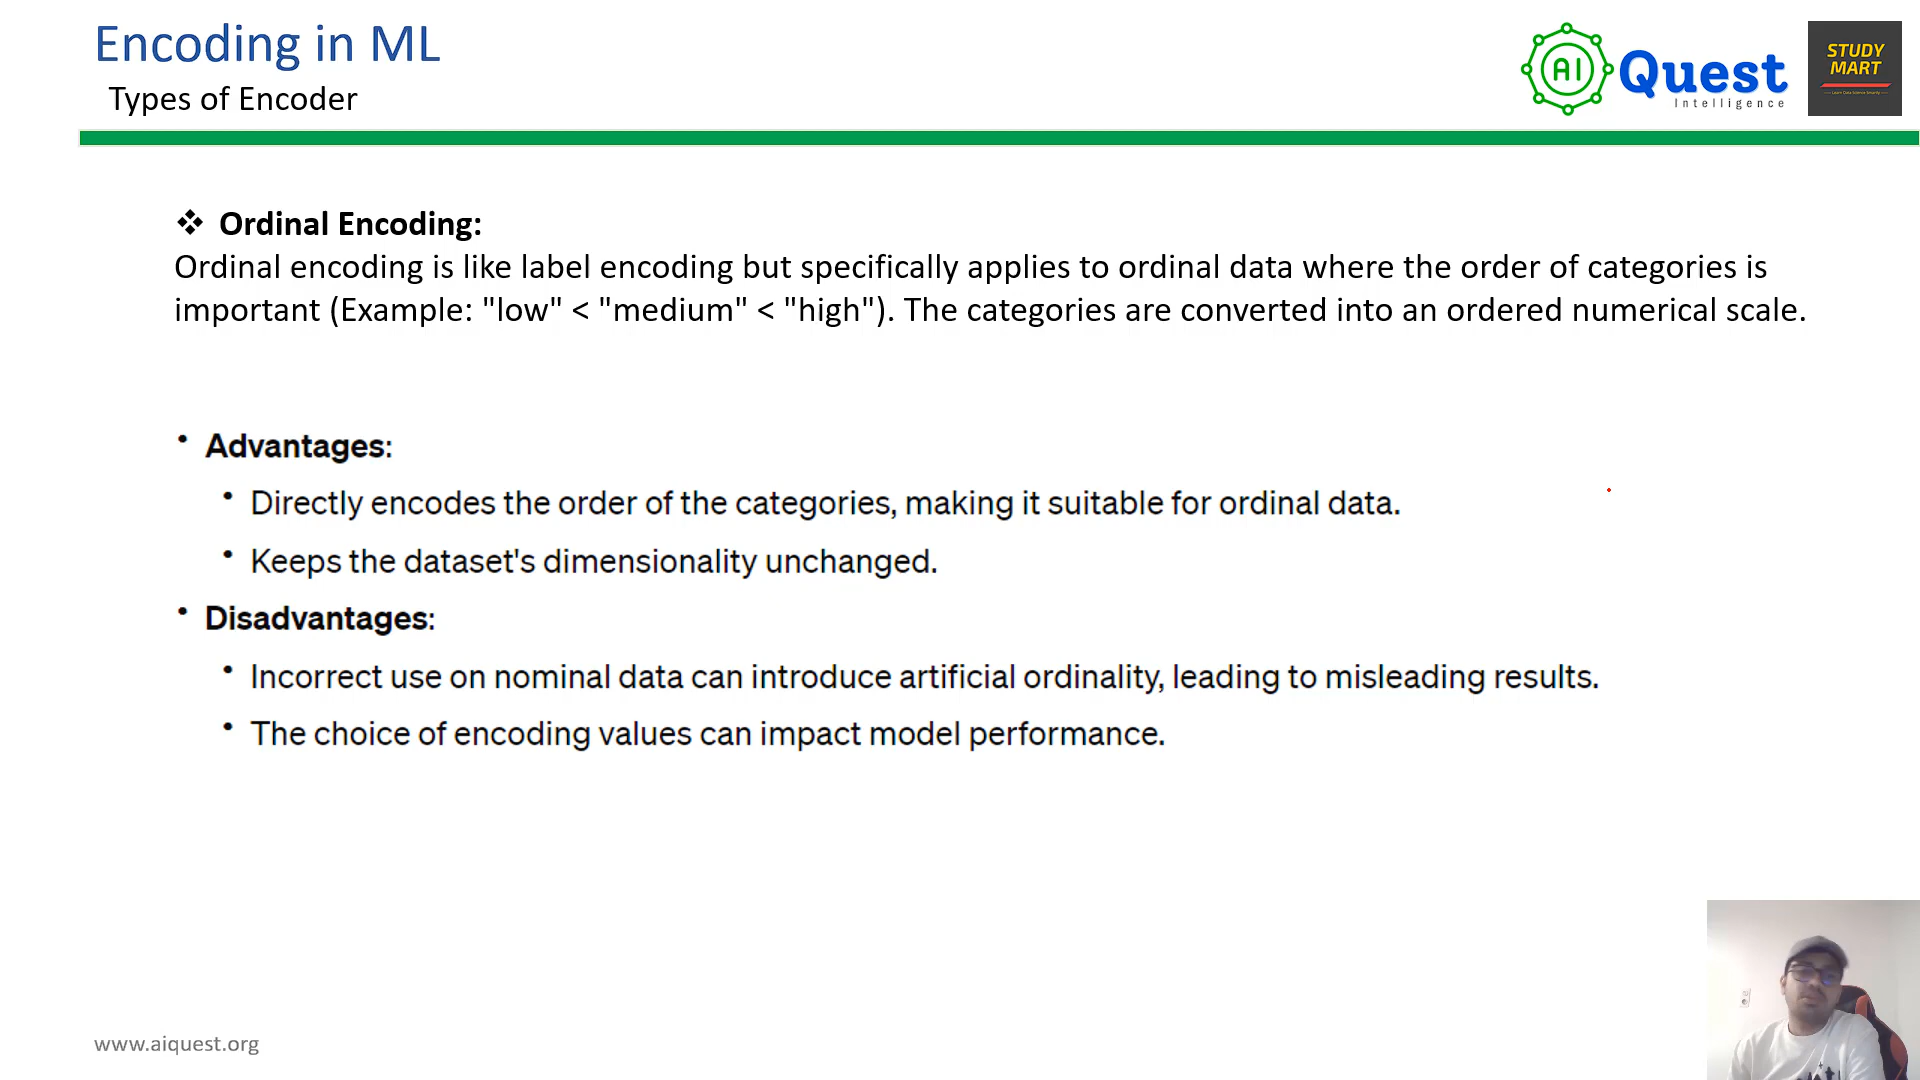 Encoding in ML
Types of Encoder
AI Quest
Intelligence
STUDY
MART
❖ Ordinal Encoding:
Ordinal encoding is like label encoding but specifically applies to ordinal data where the order of categories is
important (Example: "low" < "medium" < "high"). The categories are converted into an ordered numerical scale.
• Advantages:
• Directly encodes the order of the categories, making it suitable for ordinal data.
• Keeps the dataset's dimensionality unchanged.
• Disadvantages:
• Incorrect use on nominal data can introduce artificial ordinality, leading to misleading results.
• The choice of encoding values can impact model performance.
www.aiquest.org